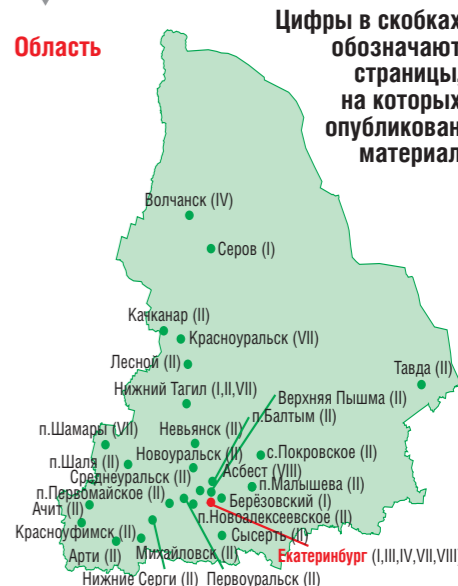 Область
Цифры в скобках
обозначают
страницы,
на которых
опубликован
материал
Волчанск (IV)
Серов (I)
Качканар (II)
Красноуральск (VII)
Лесной (II)
Тавда (II)
Нижний Тагил (I,II,VII)
Верхняя Пышма (II)
п.Балтым (II)
п.Шамары (VII)
Невьянск (II)
п.Шаля (II)
Новоуральск (II)
с.Покровское (II)
Среднеуральск (II)
Асбест (VIII)
п.Первомайское (II)
п.Малышева (II)
Ачит (II)
Берёзовский (I)
п.Новоалексеевское (II)
Красноуфимск (II)
Сысерть (II)
Арти (II)
Михайловск (II)
Екатеринбург (I,III,IV,VII,VIII)
Нижние Серги (II)
Первоуральск (II)